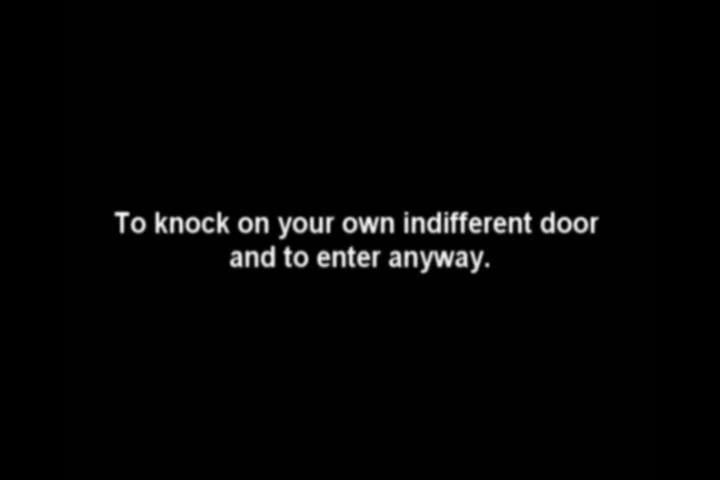 To knock on your own indifferent door
and to enter anyway.